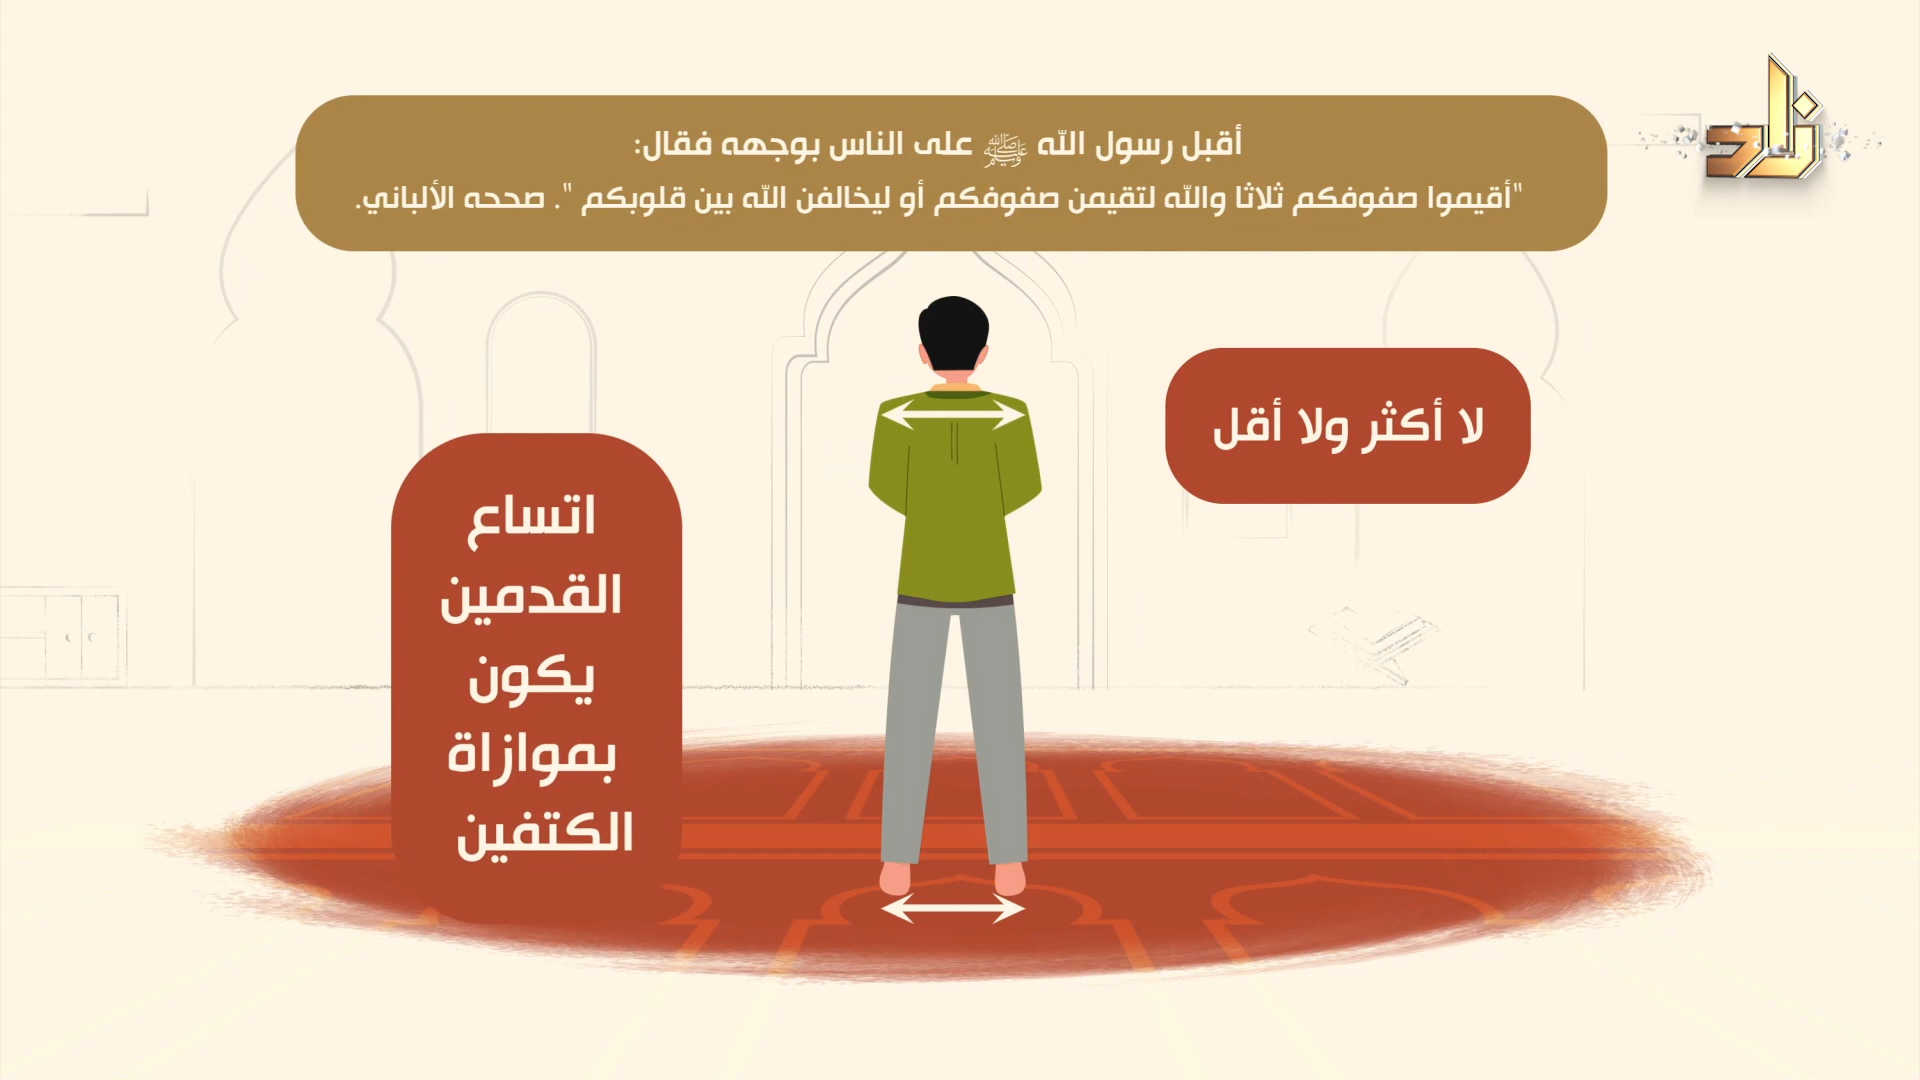 أقبل رسول الله ﷺ على الناس بوجهه فقال:
"أقيموا صفوفكم ثلاثا والله لتقيمن صفوفكم أو ليخالفن الله بين قلوبكم ". صححه الألباني.
زاد
لا أكثر ولا أقل
اتساع
القدمين
يكون
بموازاة
الكتفين